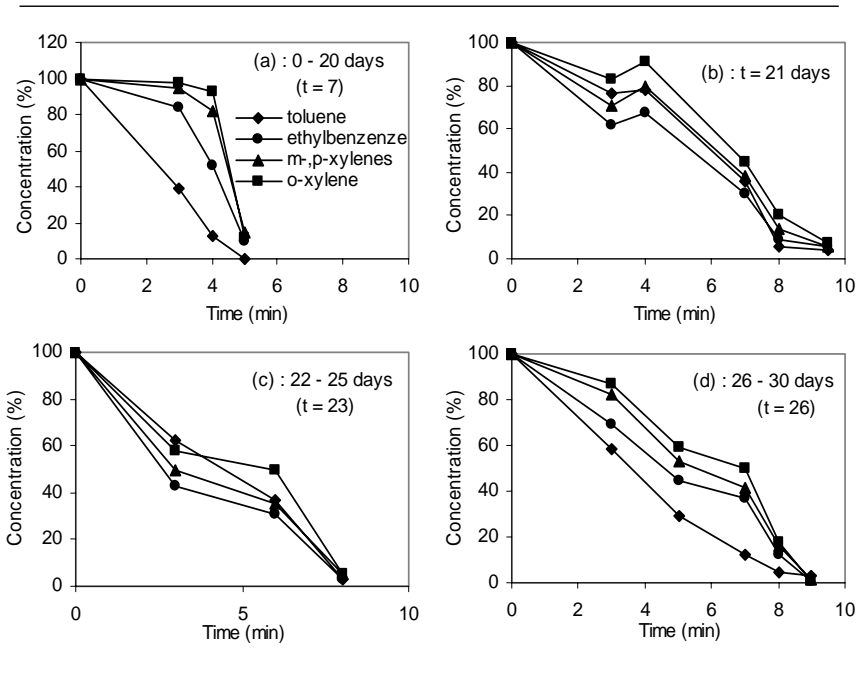 120
100
80
60
40
20
0
0 2 4 6 8 10
Time (min)
Concentration (%)
(a) : 0 - 20 days
(t = 7)
toluene
ethylbenzenze
m-,p-xylenes
o-xylene
100
80
60
40
20
0
0 2 4 6 8 10
Time (min)
Concentration (%)
(b) : t = 21 days
100
80
60
40
20
0
0 5 10
Time (min)
Concentration (%)
(c) : 22 - 25 days
(t = 23)
100
80
60
40
20
0
0 2 4 6 8 10
Time (min)
Concentration (%)
(d) : 26 - 30 days
(t = 26)